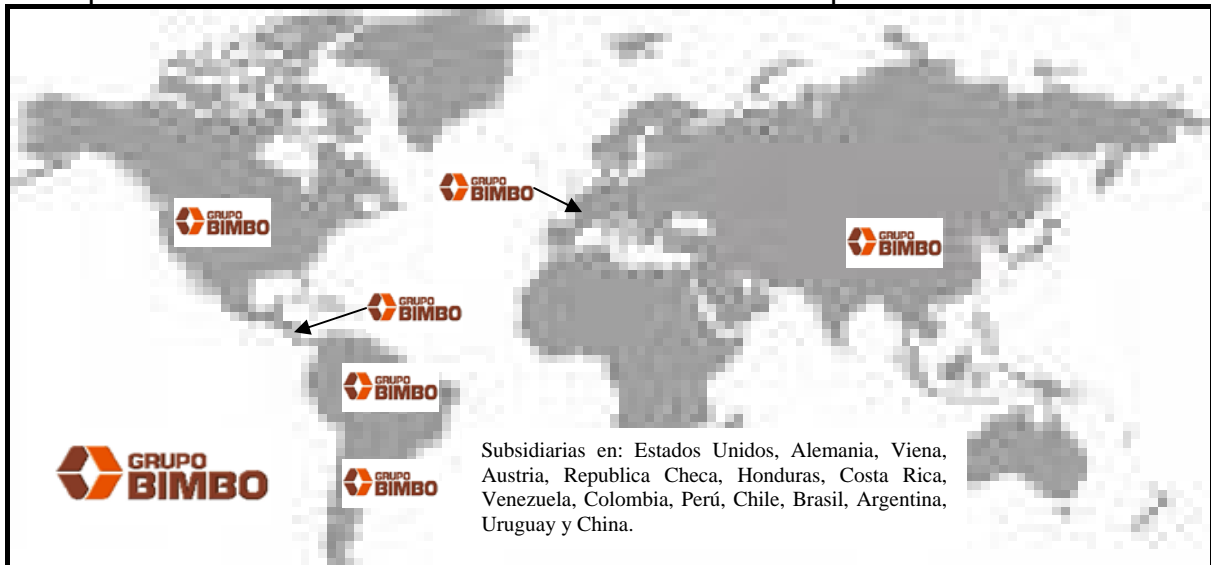 GRUPO
BIMBO
GRUPO
BIMBO
GRUPO
BIMBO
GRUPO
BIMBO
GRUPO
BIMBO
GRUPO
BIMBO
GRUPO
BIMBO
Subsidiarias en: Estados Unidos, Alemania, Viena,
Austria, Republica Checa, Honduras, Costa Rica,
Venezuela, Colombia, Perú, Chile, Brasil, Argentina,
Uruguay y China.